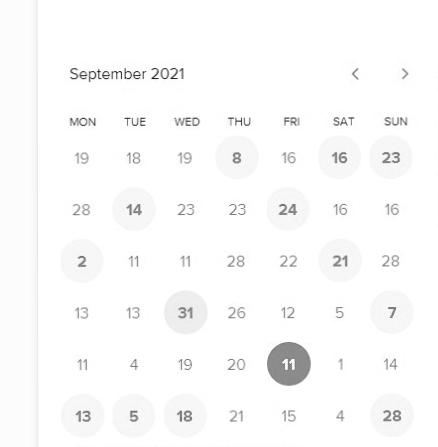 September 2021
MON TUE WED THU FRI SAT SUN
19 18 19 8 16 16 23
28 14 23 23 24 16 16
2 11 11 28 22 21 28
13 13 31 26 12 5 7
11 4 19 20 11 1 14
13 5 18 21 15 4 28